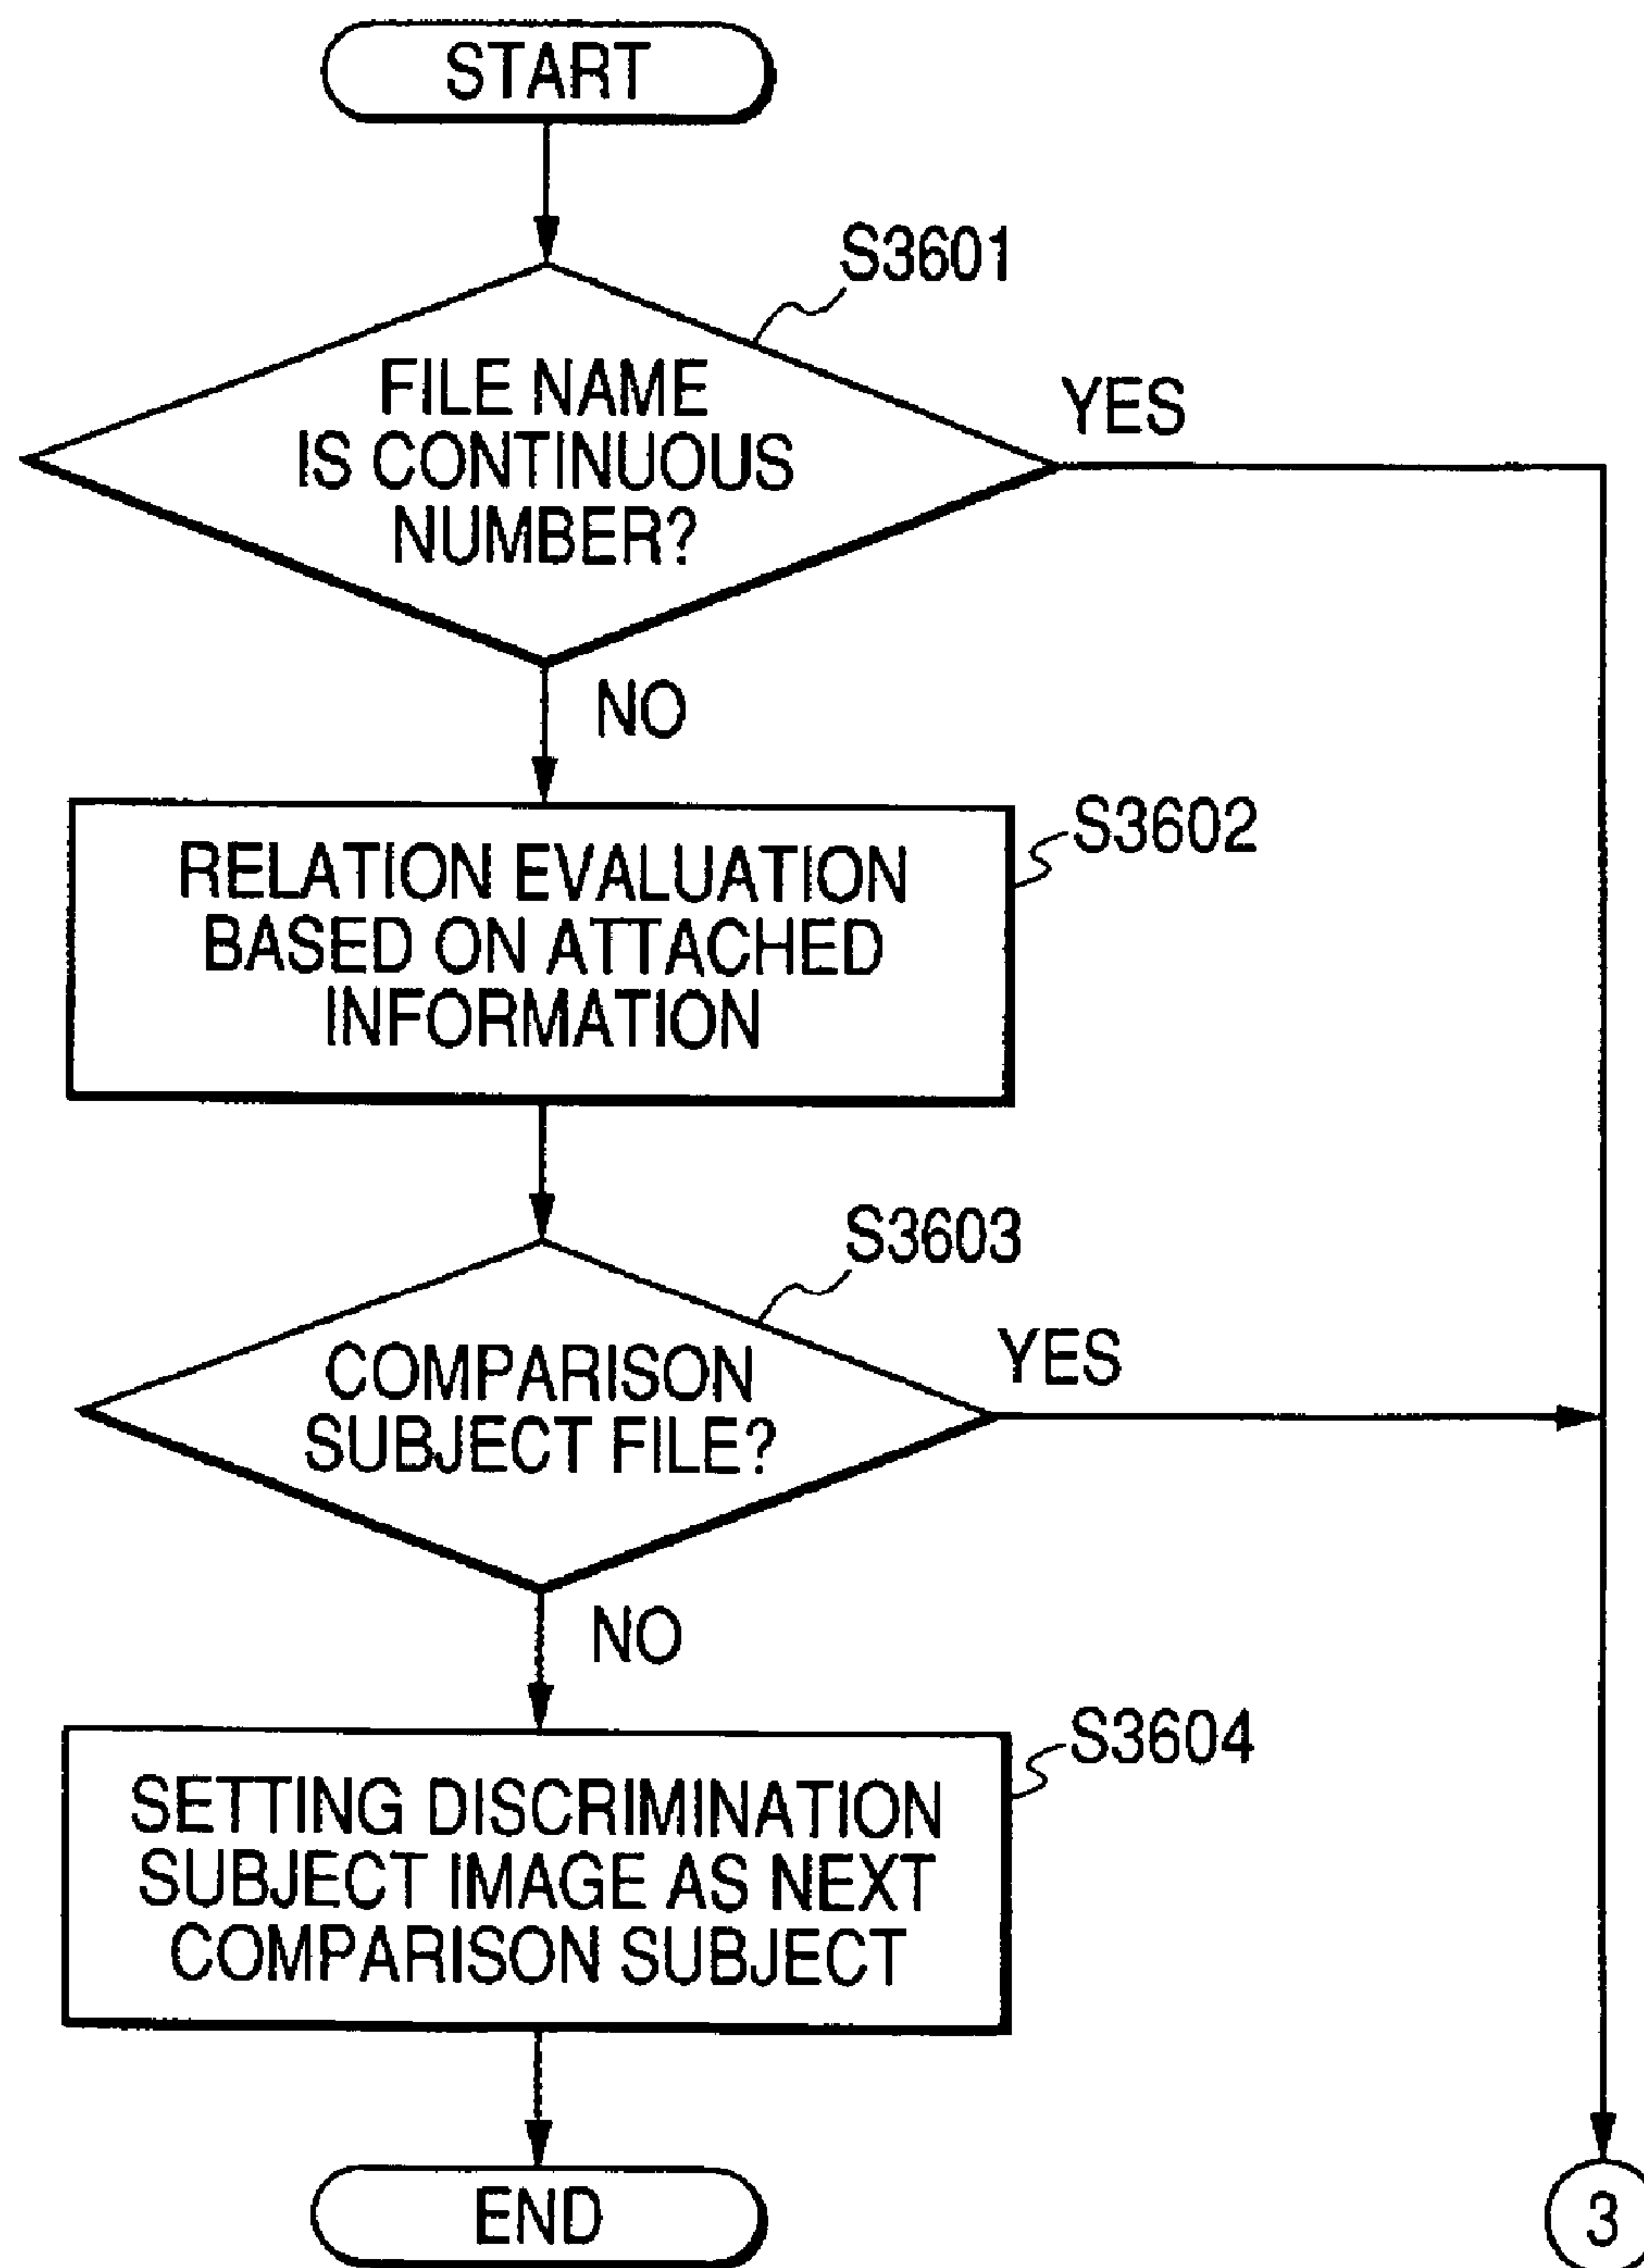 START
S3601
FILE NAME
IS CONTINUOUS
NUMBER?
YES
NO
S3602
RELATION EVALUATION
BASED ON ATTACHED
INFORMATION
S3603
COMPARISON
SUBJECT FILE?
YES
NO
S3604
SETTING DISCRIMINATION
SUBJECT IMAGE AS NEXT
COMPARISON SUBJECT
END
3